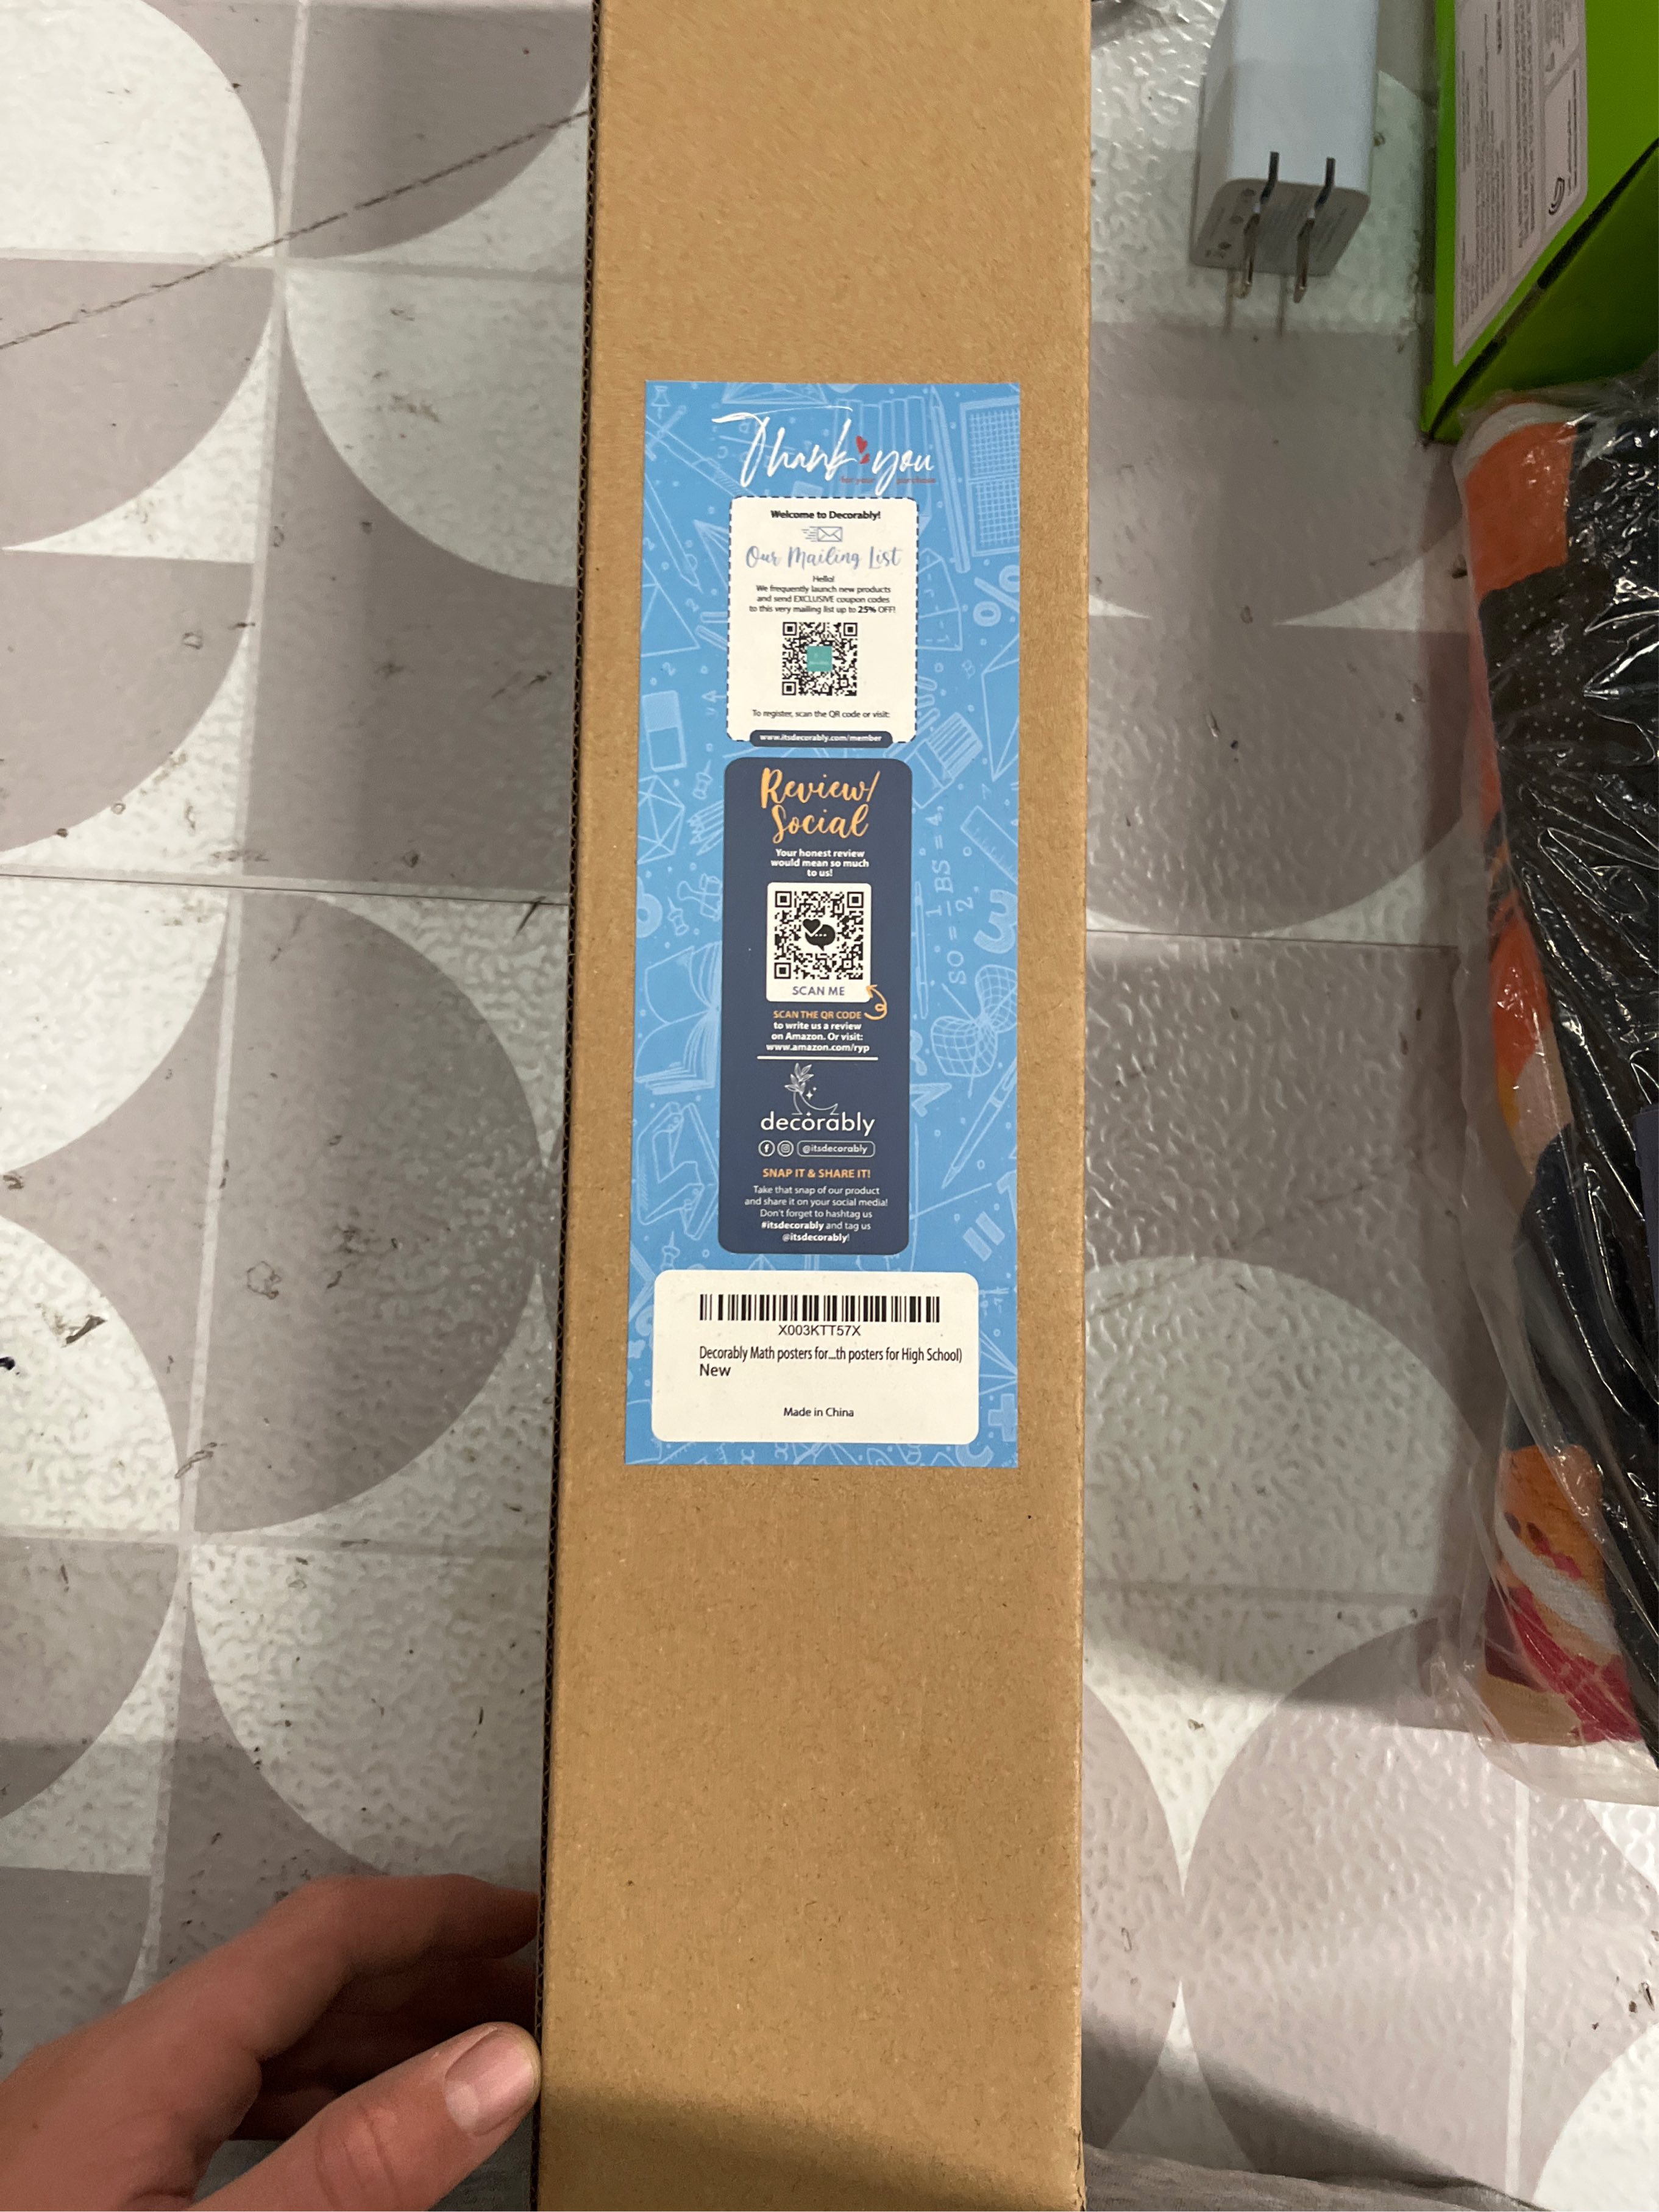 Thank you
for your purchase
Welcome to Decorably!
Our Mailing List
Hello!
We frequently launch new products
and send EXCLUSIVE coupon codes
to this very mailing list up to 25% OFF!
To register, scan the QR code or visit:
www.itsdecorably.com/member
Review/
Social
Your honest review
would mean so much
to us!
SCAN ME
SCAN THE QR CODE
to write us a review
on Amazon. Or visit:
www.amazon.com/ryp
decorably
@itsdecorably
SNAP IT & SHARE IT!
Take that snap of our product
and share it on your social media!
Don't forget to hashtag us
#itsdecorably and tag us
@itsdecorably!
X003KTT57X
Decorably Math posters for...th posters for High School)
New
Made in China